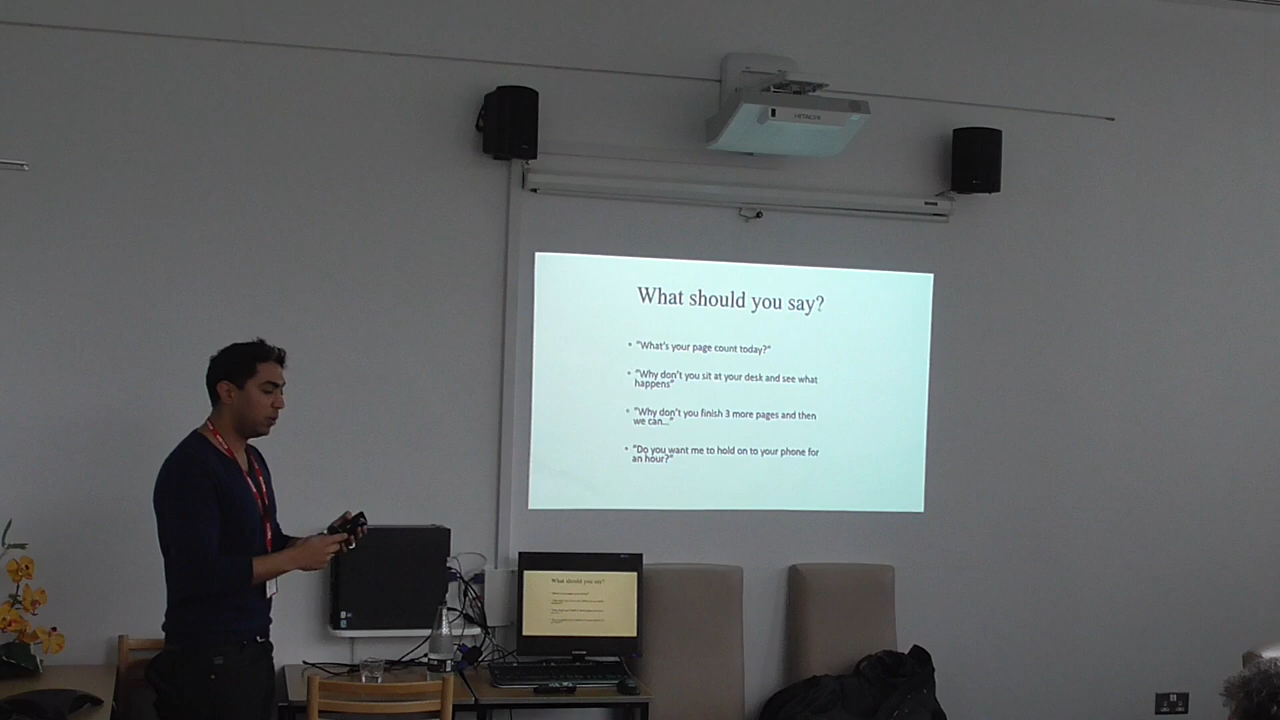 HITACHI
What should you say?
• "What's your page count today?"
• "Why don't you sit at your desk and see what
happens"
• "Why don't you finish 3 more pages and then
we can..."
• "Do you want me to hold on to your phone for
an hour?"
What should you say?